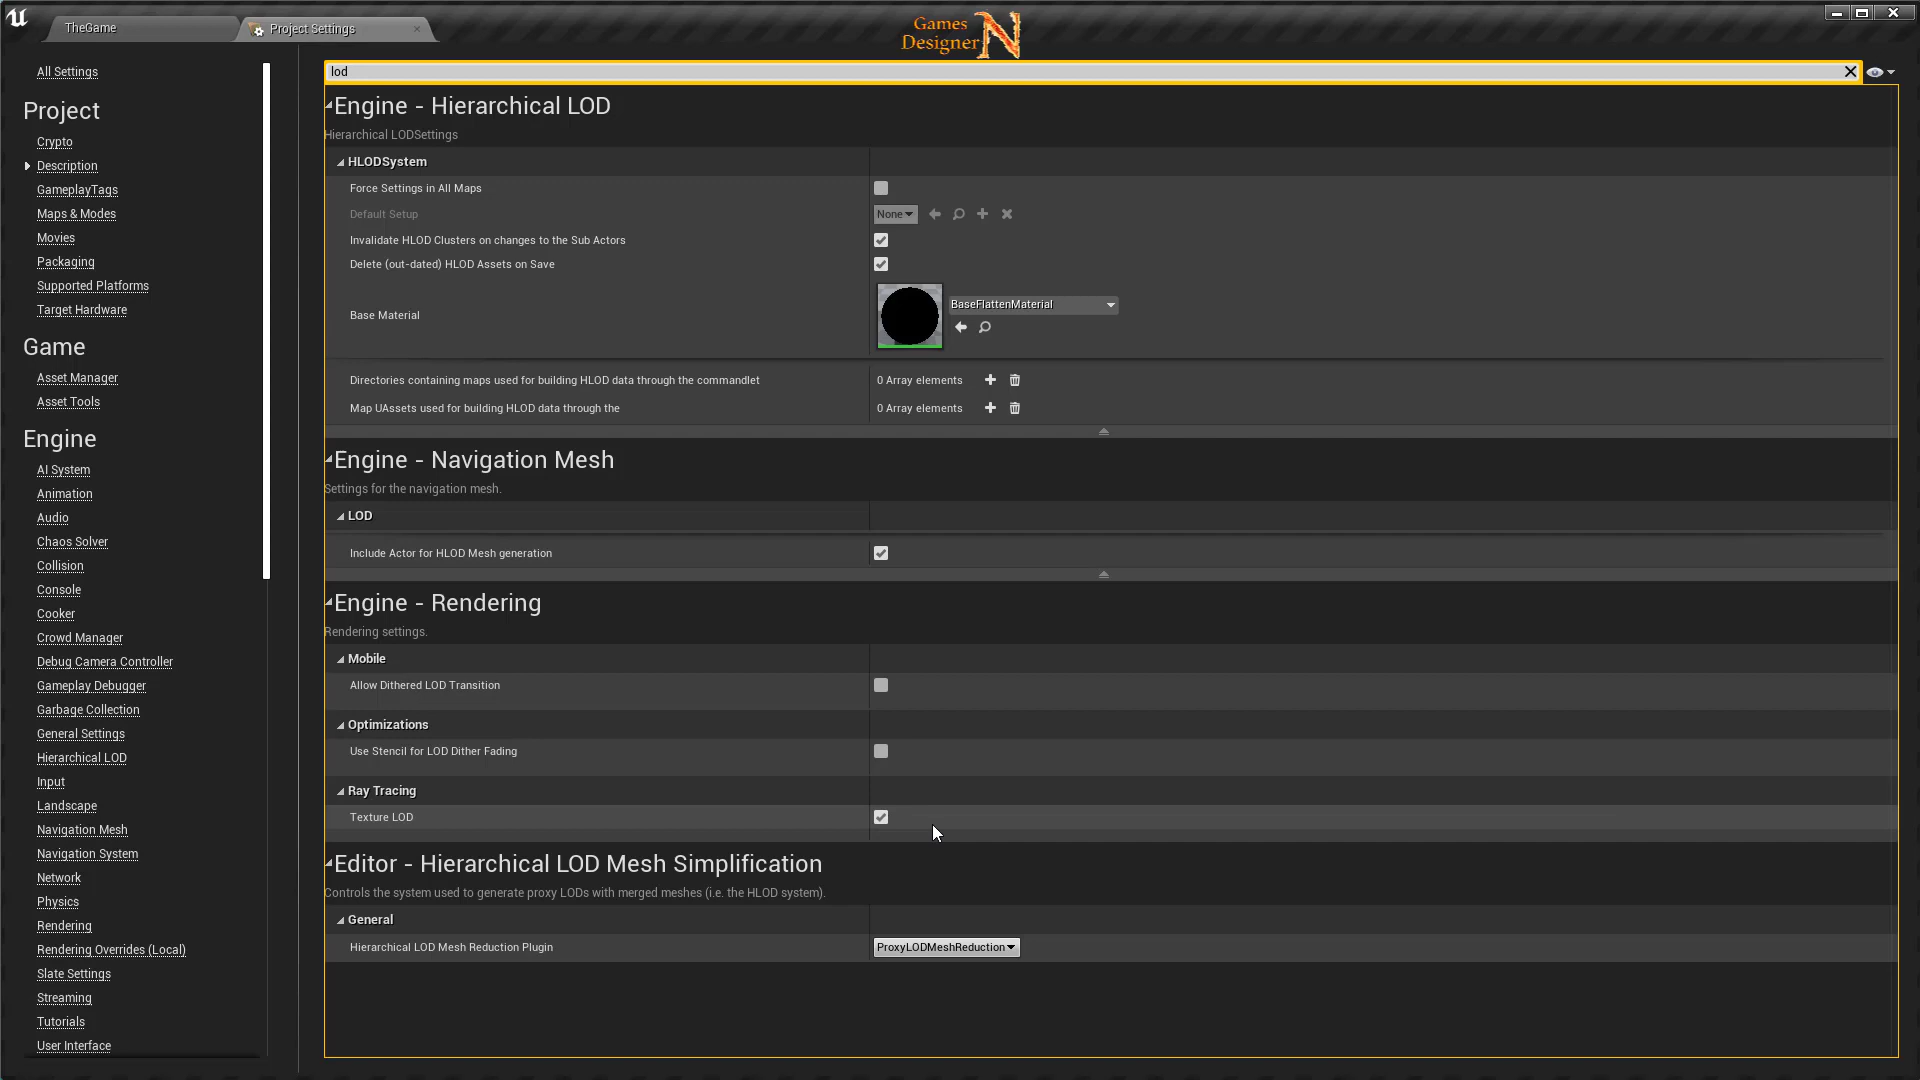 TheGame
Project Settings
Games
Designer N
All Settings
Project
Crypto
Description
GameplayTags
Maps & Modes
Movies
Packaging
Supported Platforms
Target Hardware
Game
Asset Manager
Asset Tools
Engine
AI System
Animation
Audio
Chaos Solver
Collision
Console
Cooker
Crowd Manager
Debug Camera Controller
Gameplay Debugger
Garbage Collection
General Settings
Hierarchical LOD
Input
Landscape
Navigation Mesh
Navigation System
Network
Physics
Rendering
Rendering Overrides (Local)
Slate Settings
Streaming
Tutorials
User Interface
lod
Engine - Hierarchical LOD
Hierarchical LODSettings
HLODSystem
Force Settings in All Maps
Default Setup None
Invalidate HLOD Clusters on changes to the Sub Actors
Delete (out-dated) HLOD Assets on Save
Base Material BaseFlattenMaterial
Directories containing maps used for building HLOD data through the commandlet 0 Array elements
Map UAssets used for building HLOD data through the 0 Array elements
Engine - Navigation Mesh
Settings for the navigation mesh.
LOD
Include Actor for HLOD Mesh generation
Engine - Rendering
Rendering settings.
Mobile
Allow Dithered LOD Transition
Optimizations
Use Stencil for LOD Dither Fading
Ray Tracing
Texture LOD
Editor - Hierarchical LOD Mesh Simplification
Controls the system used to generate proxy LODs with merged meshes (i.e. the HLOD system).
General
Hierarchical LOD Mesh Reduction Plugin ProxyLODMeshReduction